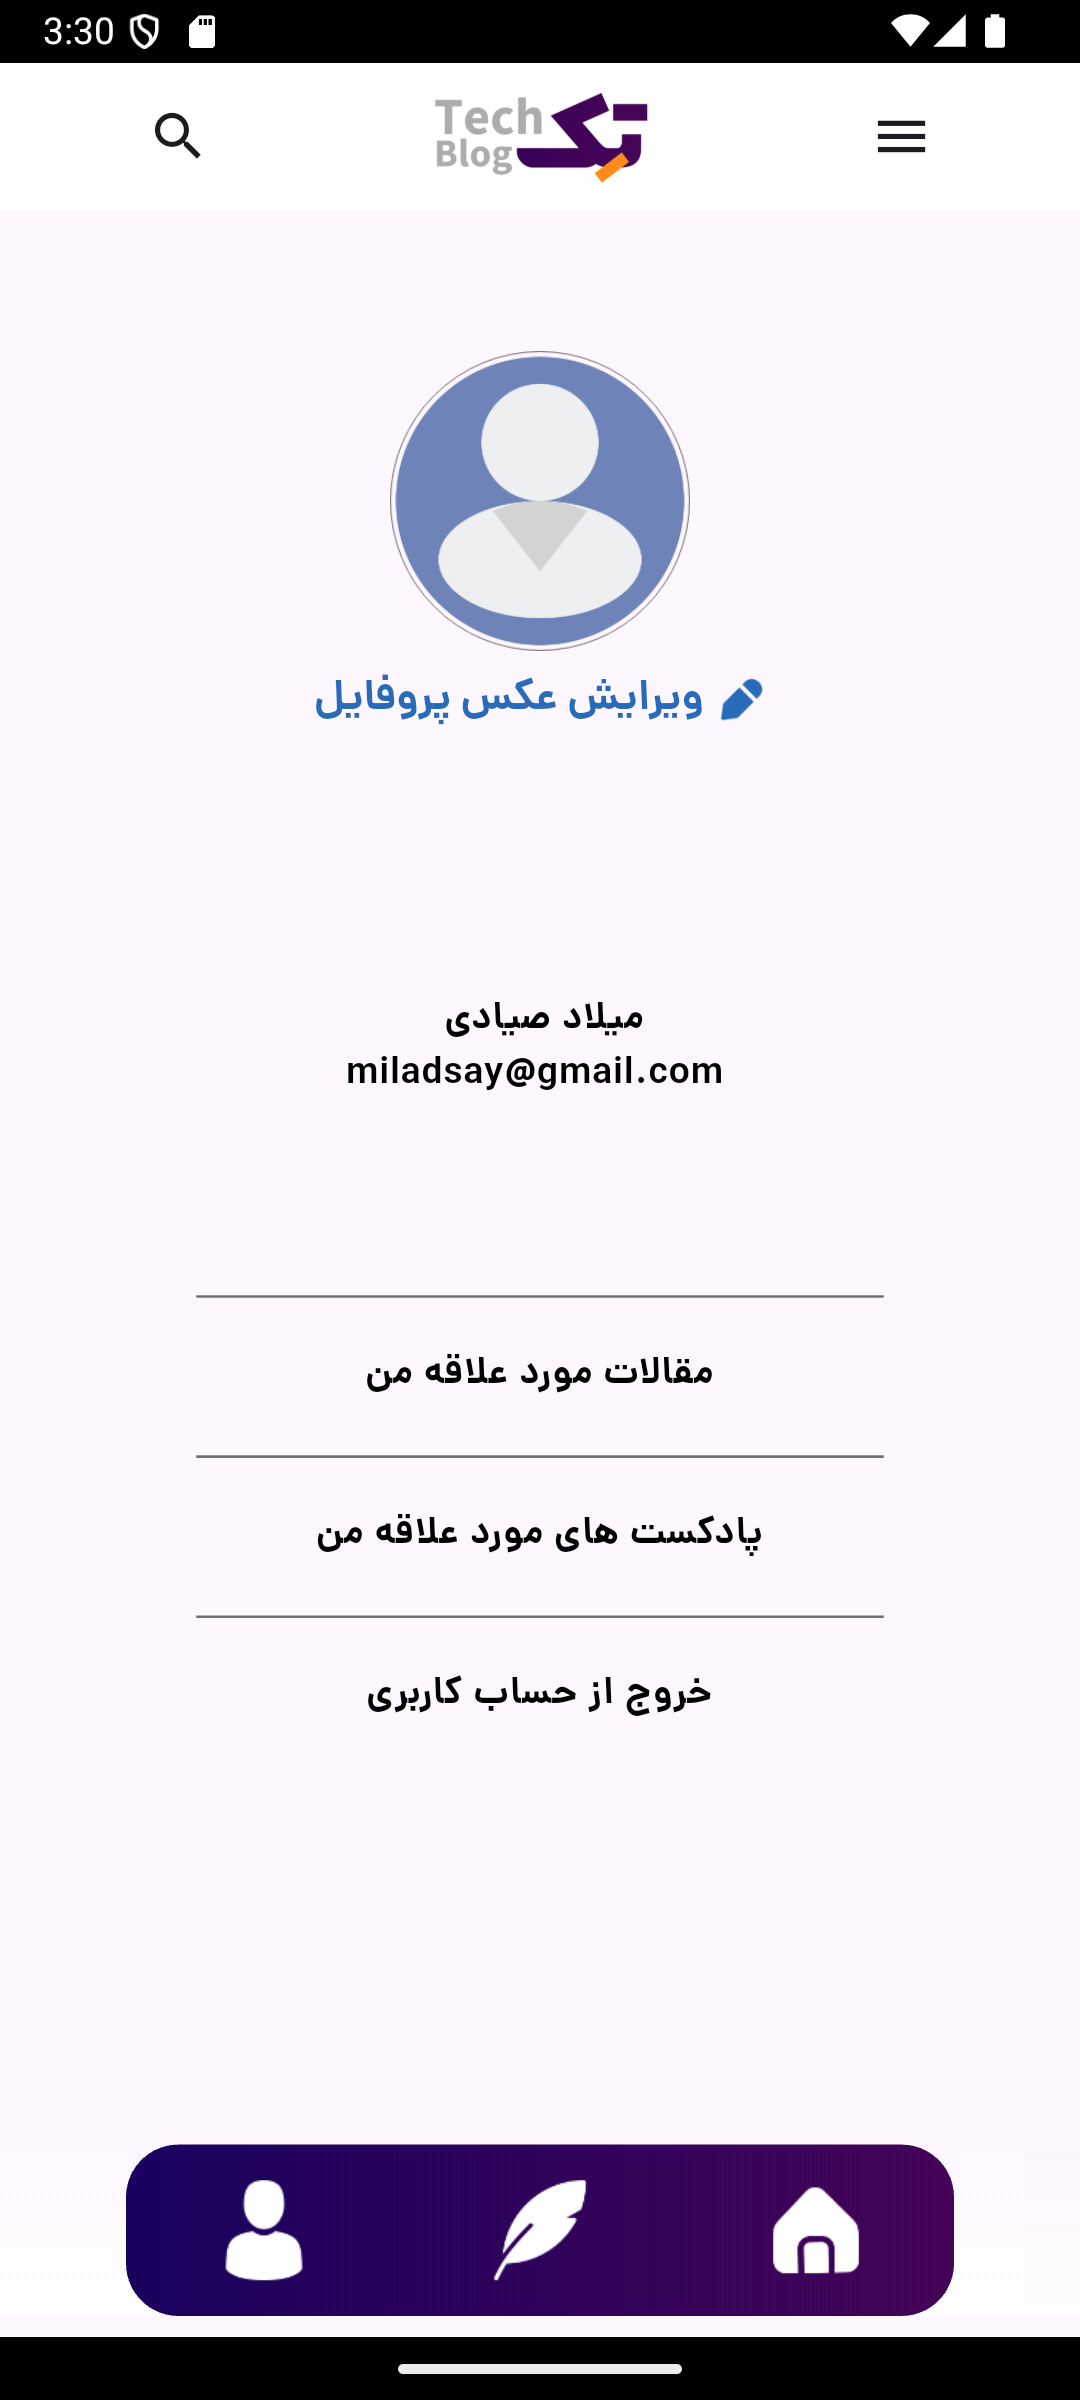 3:30
Tech
Blog
تک
ویرایش عکس پروفایل
میلاد صیادی
miladsay@gmail.com
مقالات مورد علاقه من
پادکست های مورد علاقه من
خروج از حساب کاربری